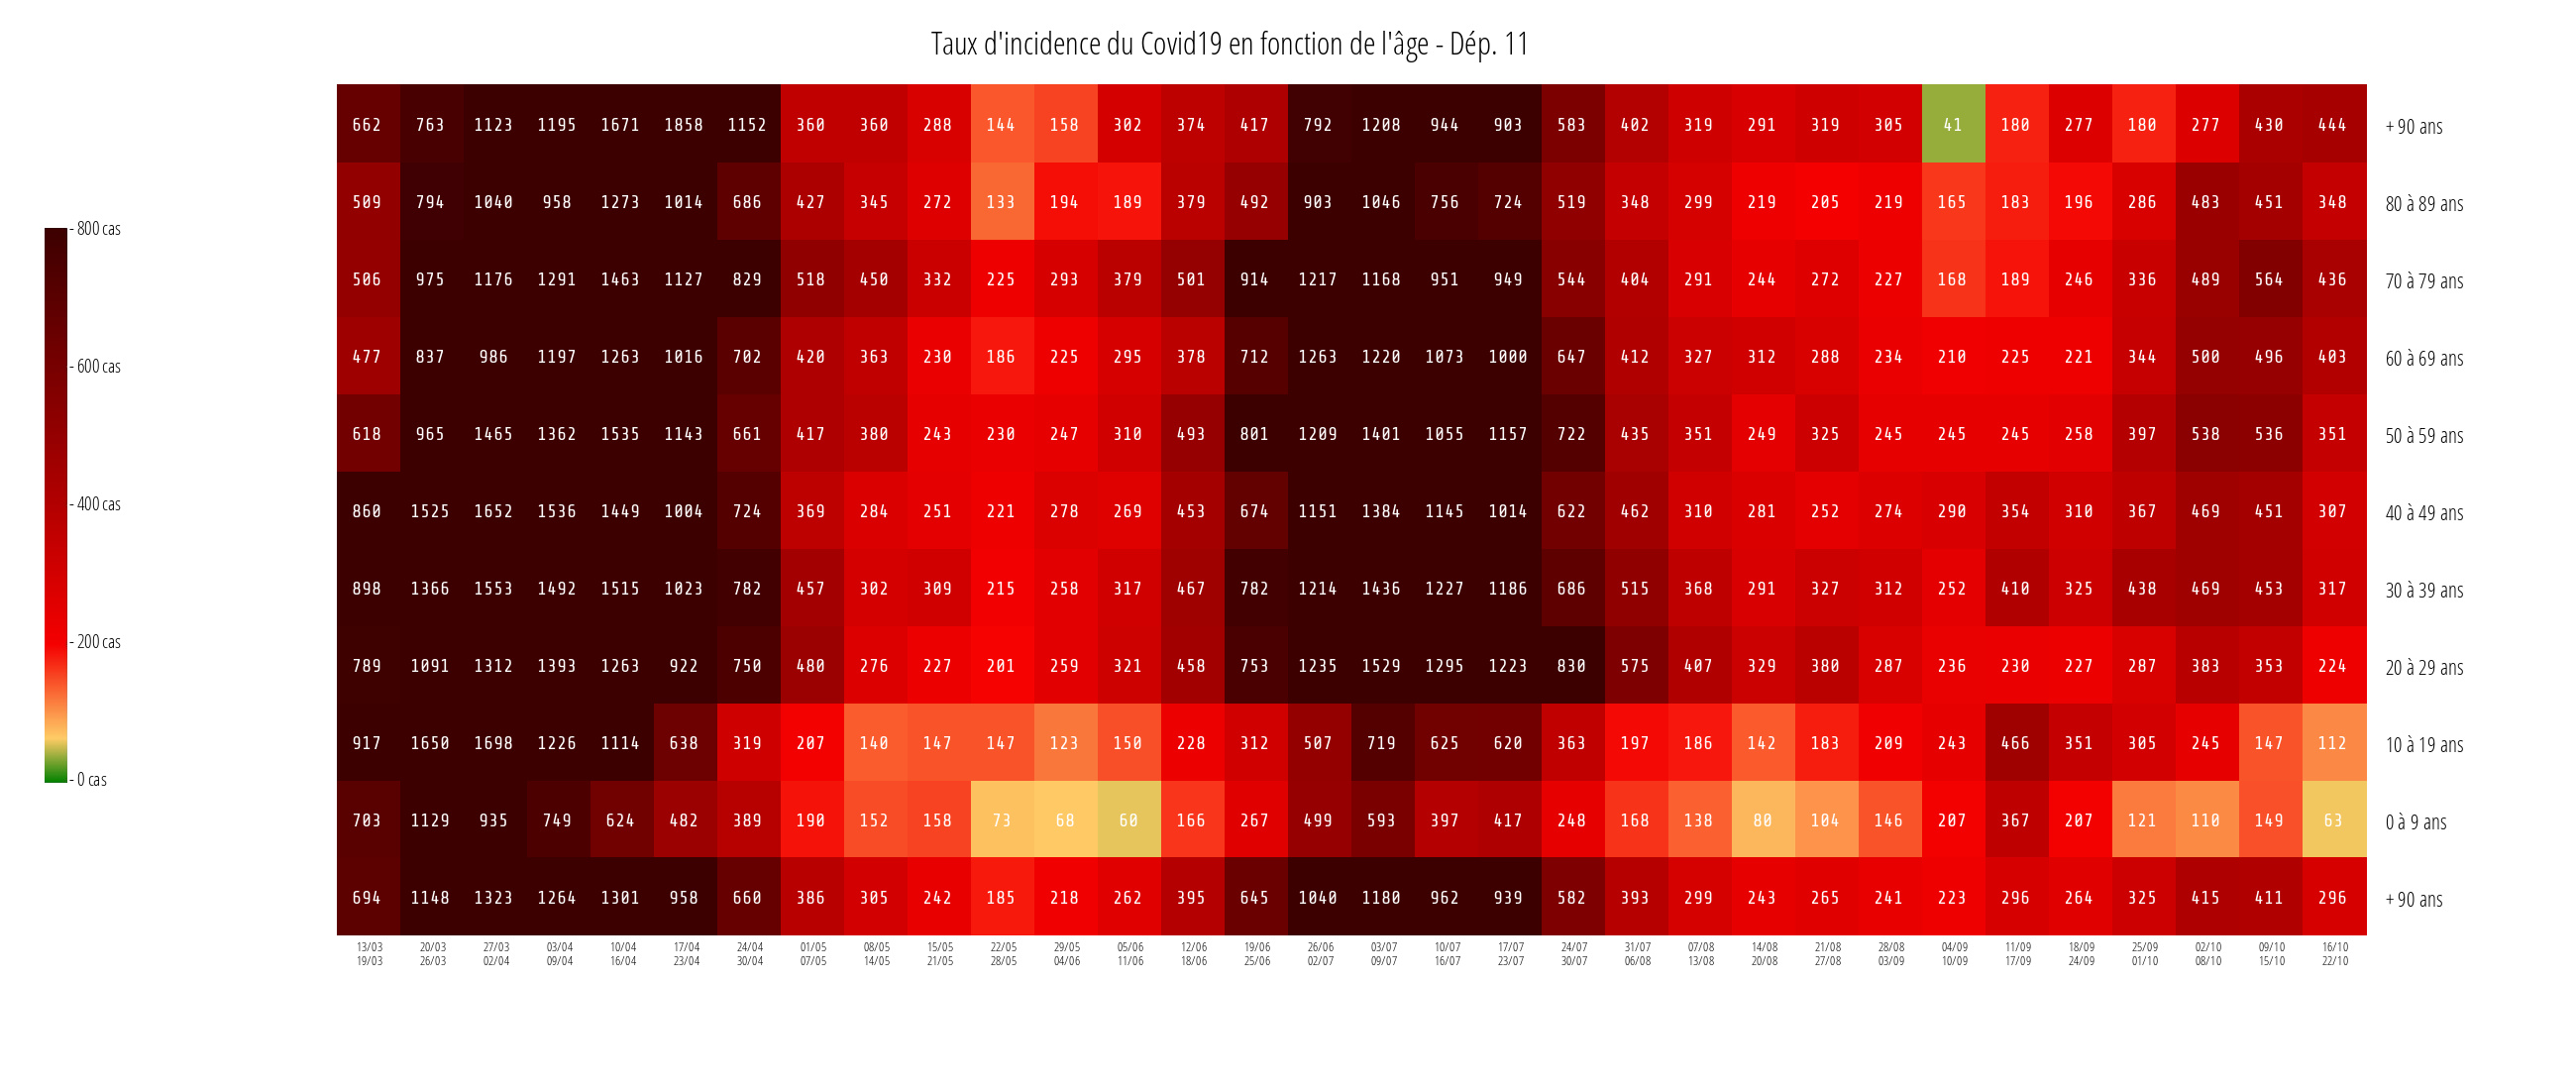 Taux d'incidence du Covid19 en fonction de l'âge - Dép. 11
- 800 cas
- 600 cas
- 400 cas
- 200 cas
- 0 cas
662 763 1123 1195 1671 1858 1152 360 360 288 144 158 302 374 417 792 1208 944 903 583 402 319 291 319 305 41 180 277 180 277 430 444 + 90 ans
509 794 1040 958 1273 1014 686 427 345 272 133 194 189 379 492 903 1046 756 724 519 348 299 219 205 219 165 183 196 286 483 451 348 80 à 89 ans
506 975 1176 1291 1463 1127 829 518 450 332 225 293 379 501 914 1217 1168 951 949 544 404 291 244 272 227 168 189 246 336 489 564 436 70 à 79 ans
477 837 986 1197 1263 1016 702 420 363 230 186 225 295 378 712 1263 1220 1073 1000 647 412 327 312 288 234 210 225 221 344 500 496 403 60 à 69 ans
618 965 1465 1362 1535 1143 661 417 380 243 230 247 310 493 801 1209 1401 1055 1157 722 435 351 249 325 245 245 245 258 397 538 536 351 50 à 59 ans
860 1525 1652 1536 1449 1004 724 369 284 251 221 278 269 453 674 1151 1384 1145 1014 622 462 310 281 252 274 290 354 310 367 469 451 307 40 à 49 ans
898 1366 1553 1492 1515 1023 782 457 302 309 215 258 317 467 782 1214 1436 1227 1186 686 515 368 291 327 312 252 410 325 438 469 453 317 30 à 39 ans
789 1091 1312 1393 1263 922 750 480 276 227 201 259 321 458 753 1235 1529 1295 1223 830 575 407 329 380 287 236 230 227 287 383 353 224 20 à 29 ans
917 1650 1698 1226 1114 638 319 207 140 147 147 123 150 228 312 507 719 625 620 363 197 186 142 183 209 243 466 351 305 245 147 112 10 à 19 ans
703 1129 935 749 624 482 389 190 152 158 73 68 60 166 267 499 593 397 417 248 168 138 80 104 146 207 367 207 121 110 149 63 0 à 9 ans
694 1148 1323 1264 1301 958 660 386 305 242 185 218 262 395 645 1040 1180 962 939 582 393 299 243 265 241 223 296 264 325 415 411 296 + 90 ans
13/03 20/03 27/03 03/04 10/04 17/04 24/04 01/05 08/05 15/05 22/05 29/05 05/06 12/06 19/06 26/06 03/07 10/07 17/07 24/07 31/07 07/08 14/08 21/08 28/08 04/09 11/09 18/09 25/09 02/10 09/10 16/10
19/03 26/03 02/04 09/04 16/04 23/04 30/04 07/05 14/05 21/05 28/05 04/06 11/06 18/06 25/06 02/07 09/07 16/07 23/07 30/07 06/08 13/08 20/08 27/08 03/09 10/09 17/09 24/09 01/10 08/10 15/10 22/10